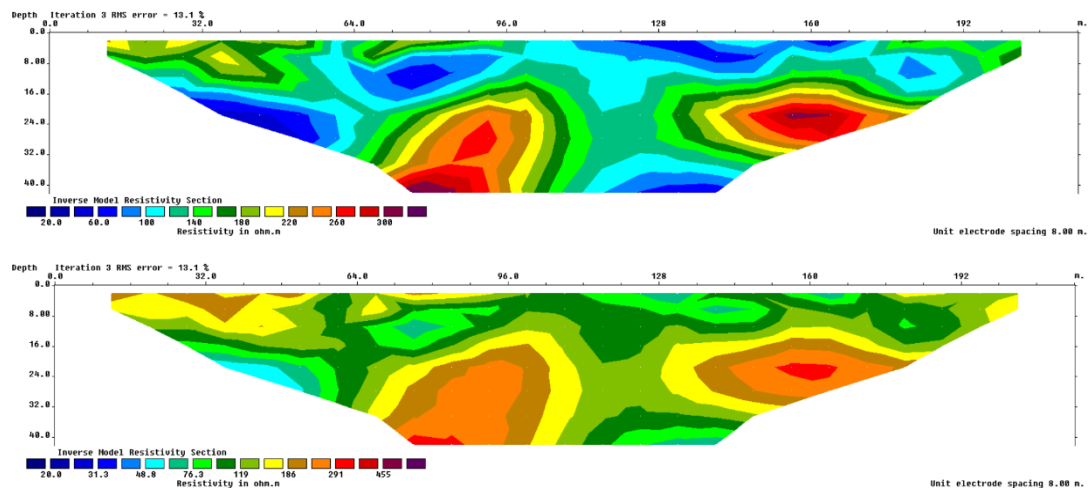 Depth Iteration 3 RMS error - 13.1 %
0.0 32.0 64.0 96.0 128 160 192 m.
0.0
8.00
16.0
24.0
32.0
40.0
Inverse Model Resistivity Section
20.0 60.0 100 140 180 220 260 300
Resistivity in ohm.m
Unit electrode spacing 8.00 m.
Depth Iteration 3 RMS error - 13.1 %
0.0 32.0 64.0 96.0 128 160 192 m.
0.0
8.00
16.0
24.0
32.0
40.0
Inverse Model Resistivity Section
20.0 31.3 48.8 76.3 119 186 291 455
Resistivity in ohm.m
Unit electrode spacing 8.00 m.